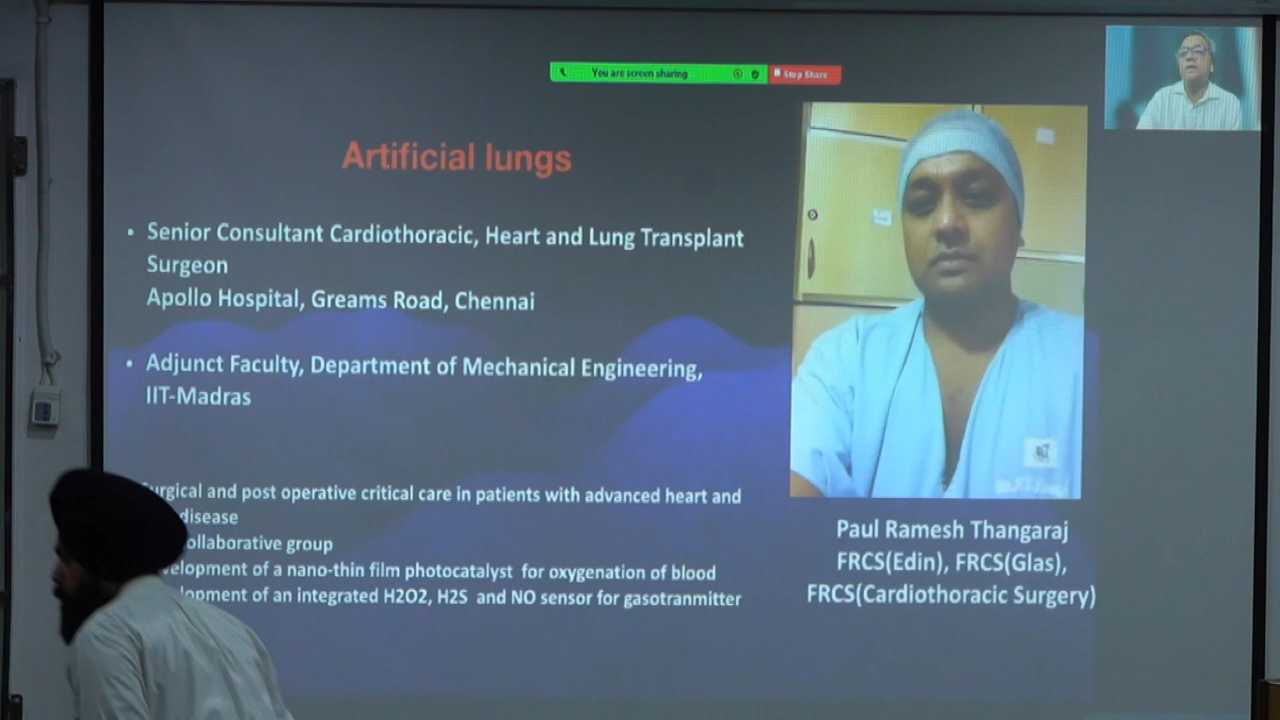 You are screen sharing
Stop Share
Artificial lungs
• Senior Consultant Cardiothoracic, Heart and Lung Transplant
Surgeon
Apollo Hospital, Greams Road, Chennai
• Adjunct Faculty, Department of Mechanical Engineering,
IIT-Madras
urgical and post operative critical care in patients with advanced heart and
disease
ollaborative group
elopment of a nano-thin film photocatalyst for oxygenation of blood
lopment of an integrated H2O2, H2S and NO sensor for gasotranmitter
Paul Ramesh Thangaraj
FRCS(Edin), FRCS(Glas),
FRCS(Cardiothoracic Surgery)